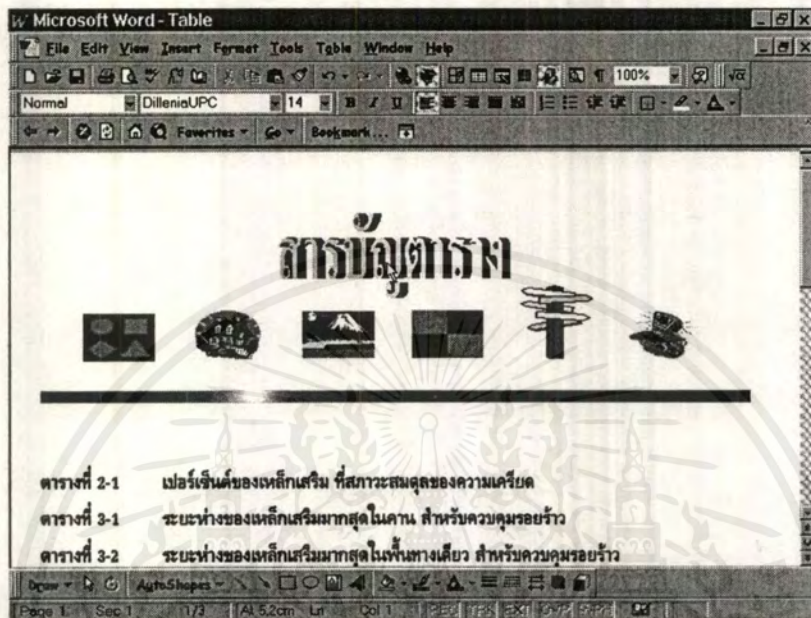 Microsoft Word - Table
File Edit View Insert Format Tools Table Window Help
100%
Normal DilleniaUPC 14 B I U
Favorites Go Bookmark...
สารบัญตาราง
ตารางที่ 2-1 เปอร์เซ็นต์ของเหล็กเสริม ที่สภาวะสมดุลของความเครียด
ตารางที่ 3-1 ระยะห่างของเหล็กเสริมมากสุดในคาน สำหรับควบคุมรอยร้าว
ตารางที่ 3-2 ระยะห่างของเหล็กเสริมมากสุดในพื้นทางเดียว สำหรับควบคุมรอยร้าว
Draw AutoShapes
Page 1 Sec 1 1/3 At 5.2cm Ln Col 1 REC TRK EXT OVR WPH